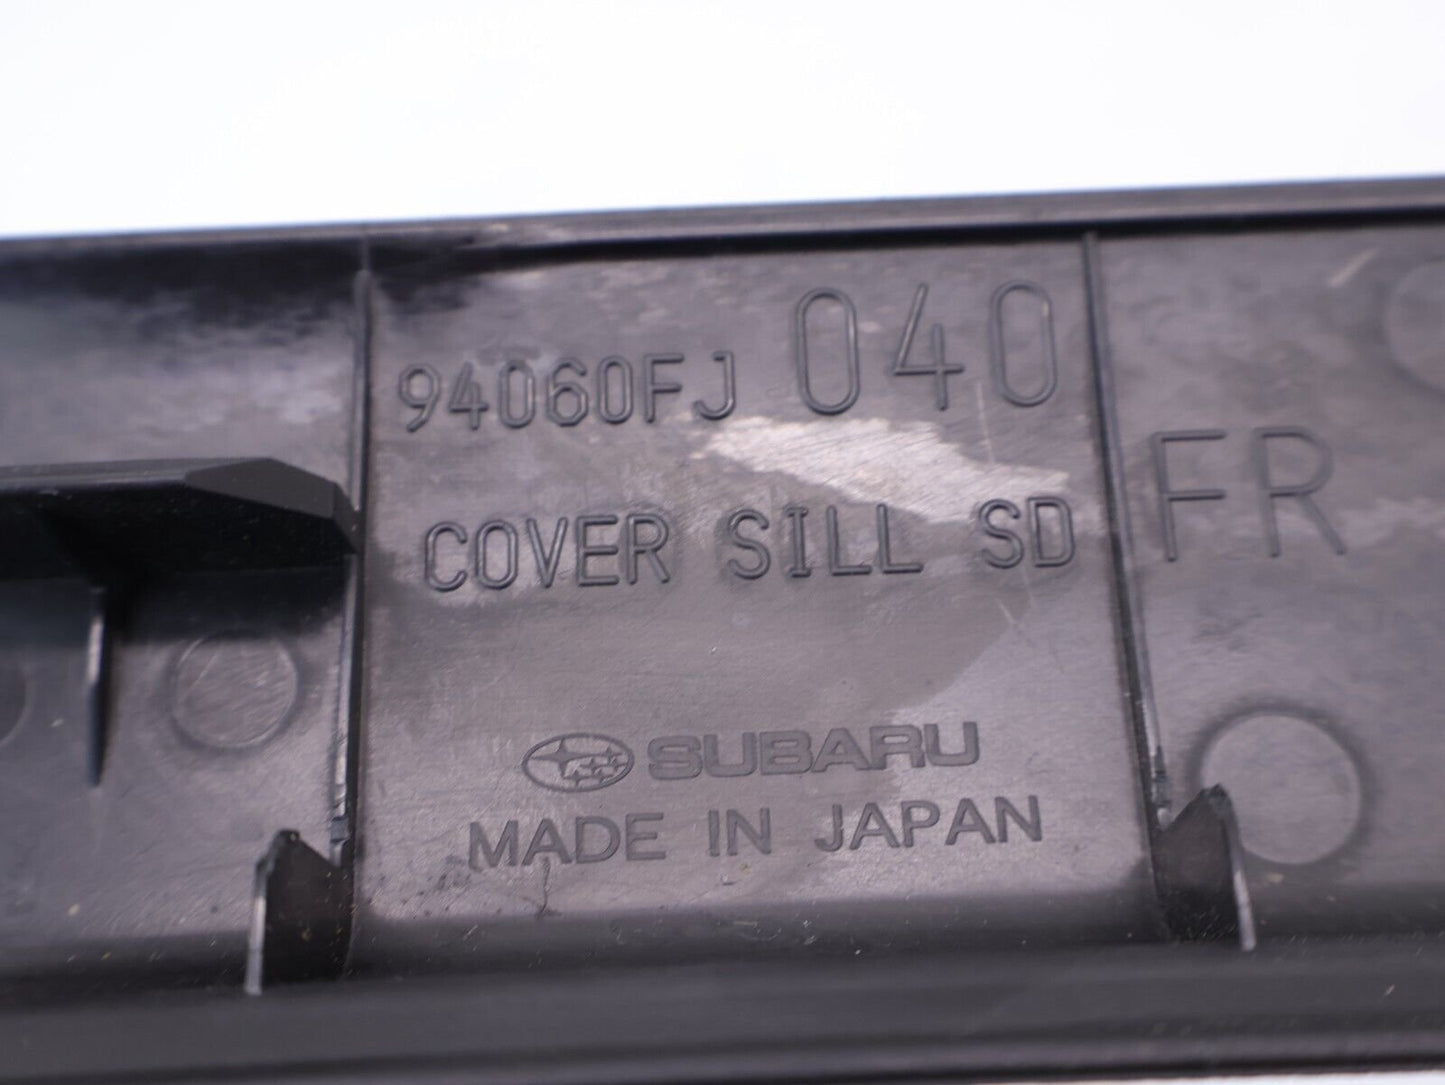 94060FJ 040
COVER SILL SD FR
SUBARU
MADE IN JAPAN